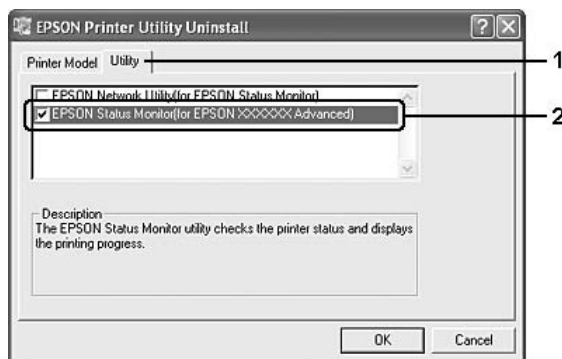 EPSON Printer Utility Uninstall
Printer Model Utility
1
EPSON Network Utility(for EPSON Status Monitor)
EPSON Status Monitor(for EPSON XXXXXX Advanced)
2
Description
The EPSON Status Monitor utility checks the printer status and displays
the printing progress.
OK Cancel